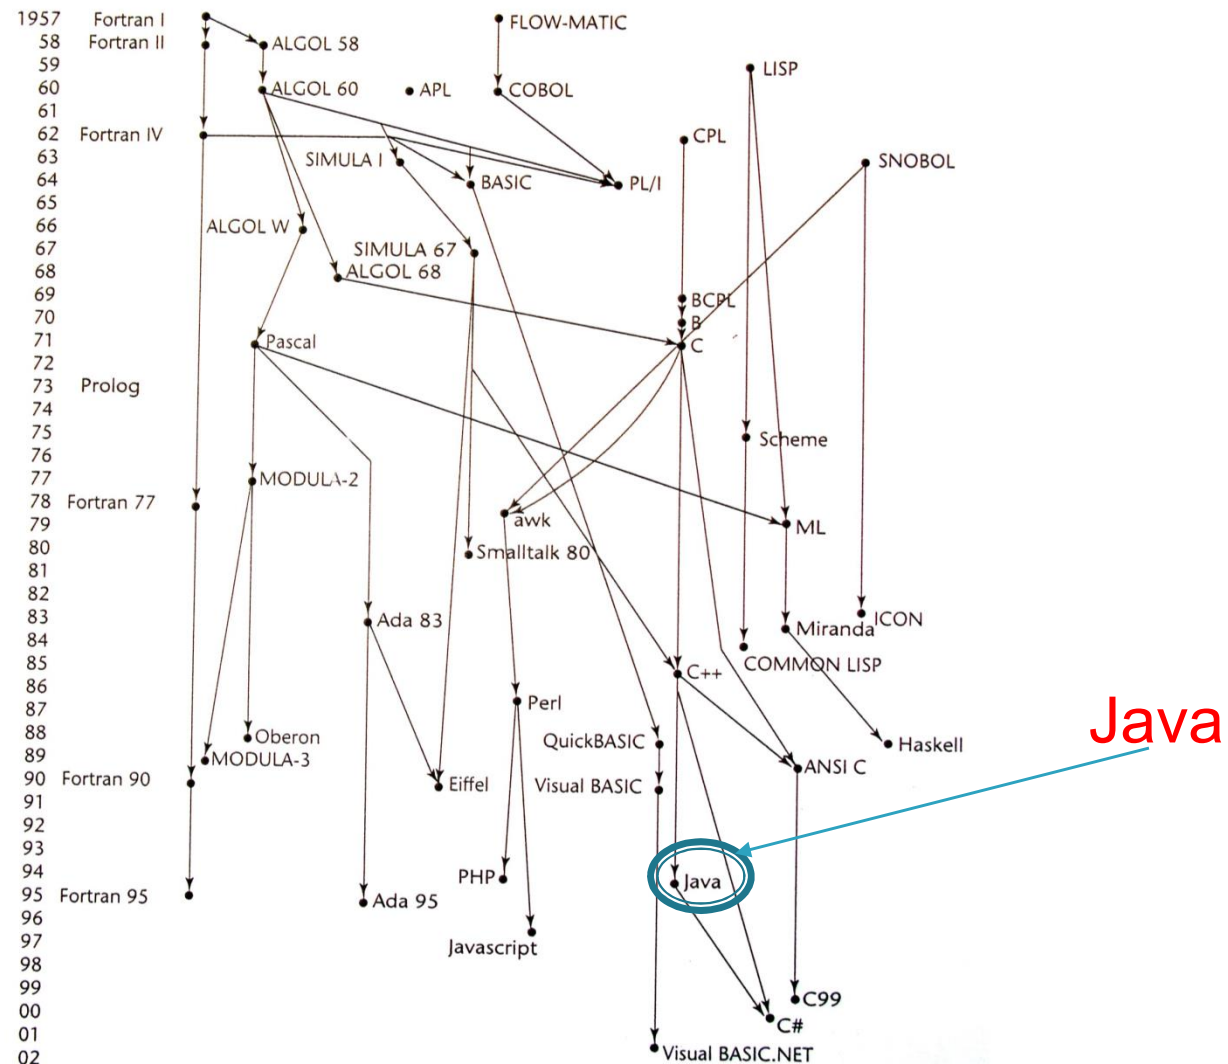 1957 Fortran I FLOW-MATIC
58 Fortran II ALGOL 58
59 LISP
60 ALGOL 60 APL COBOL
61
62 Fortran IV CPL
63 SIMULA I SNOBOL
64 BASIC PL/I
65
66 ALGOL W
67 SIMULA 67
68 ALGOL 68
69 BCPL
70 B
71 Pascal C
72
73 Prolog
74
75 Scheme
76
77 MODULA-2
78 Fortran 77 awk
79 ML
80 Smalltalk 80
81
82
83 Ada 83 ICON
84 Miranda
85 COMMON LISP
86 C++
87 Perl
Java
88 Oberon QuickBASIC Haskell
89 MODULA-3 ANSI C
90 Fortran 90 Eiffel Visual BASIC
91
92
93
94 PHP Java
95 Fortran 95 Ada 95
96
97 Javascript
98
99 C99
00 C#
01
02 Visual BASIC.NET